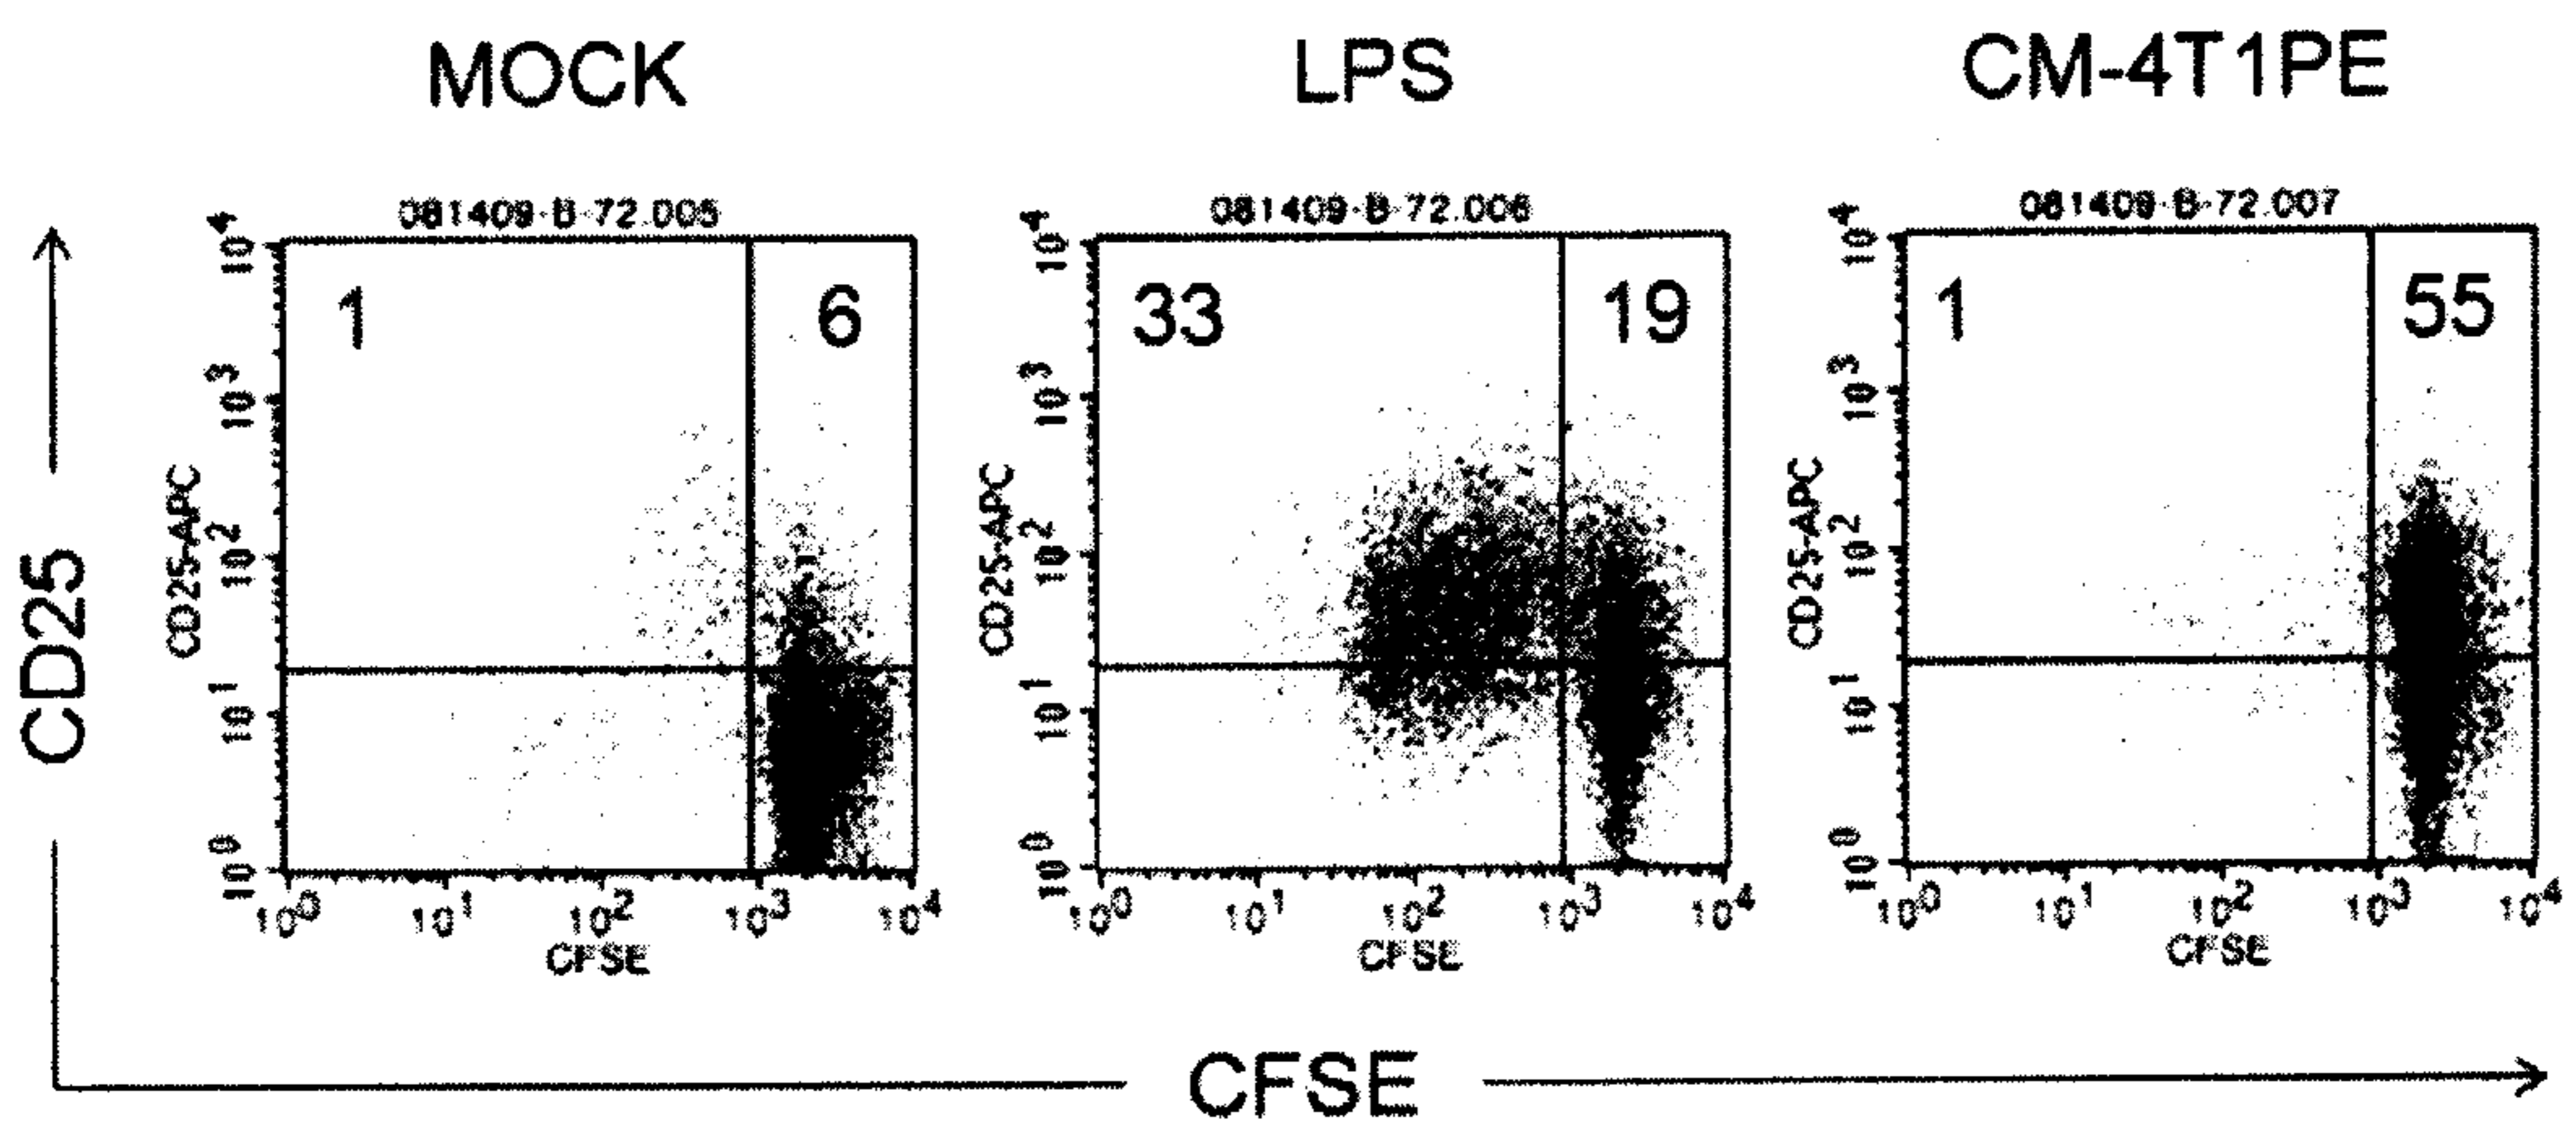 MOCK LPS CM-4T1PE
081409-B-72.005 081409-B-72.006 081409-B-72.007
10^4 10^4 10^4
1 6 33 19 1 55
10^3 10^3 10^3
CD25-APC CD25-APC CD25-APC
10^2 10^2 10^2
CD25
10^1 10^1 10^1
10^0 10^0 10^0
10^0 10^1 10^2 10^3 10^4 10^0 10^1 10^2 10^3 10^4 10^0 10^1 10^2 10^3 10^4
CFSE CFSE CFSE
CFSE